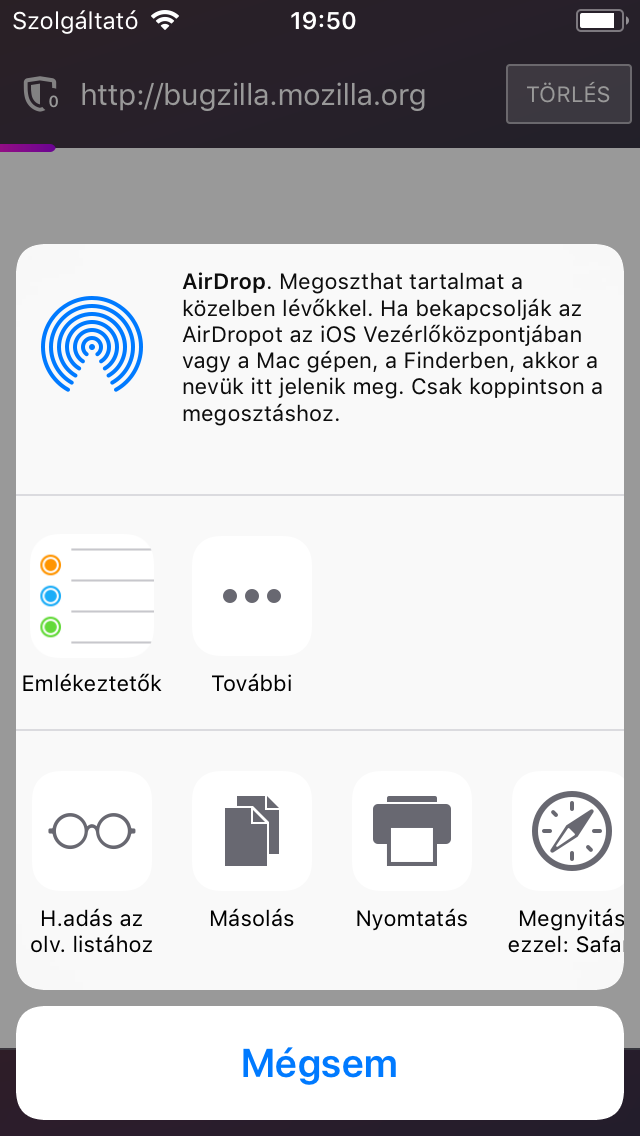 Szolgáltató 19:50
0 http://bugzilla.mozilla.org TÖRLÉS
AirDrop. Megoszthat tartalmat a
közelben lévőkkel. Ha bekapcsolják az
AirDropot az iOS Vezérlőközpontjában
vagy a Mac gépen, a Finderben, akkor a
nevük itt jelenik meg. Csak koppintson a
megosztáshoz.
Emlékeztetők További
H.adás az
olv. listához
Másolás
Nyomtatás
Megnyitás
ezzel: Safa
Mégsem